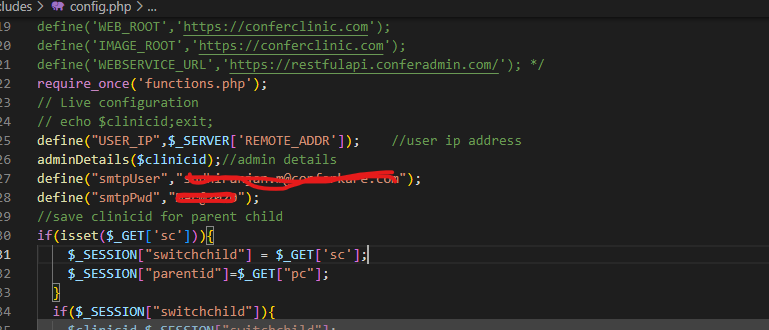 cludes > config.php > ...
19 define('WEB_ROOT','https://conferclinic.com');
20 define('IMAGE_ROOT','https://conferclinic.com');
21 define('WEBSERVICE_URL','https://restfulapi.conferadmin.com/'); */
22 require_once('functions.php');
23 // Live configuration
24 // echo $clinicid;exit;
25 define("USER_IP",$_SERVER['REMOTE_ADDR']); //user ip address
26 adminDetails($clinicid);//admin details
27 define("smtpUser","");
28 define("smtpPwd","");
29 //save clinicid for parent child
30 if(isset($_GET['sc'])){
31 $_SESSION["switchchild"] = $_GET['sc'];
32 $_SESSION["parentid"]=$_GET["pc"];
33 }
34 if($_SESSION["switchchild"]){
$clinicid $_SESSION["switchchild"];